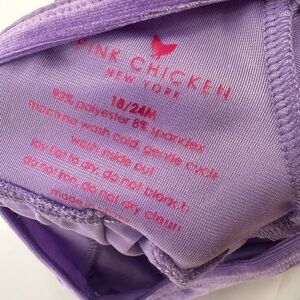 PINK CHICKEN
NEW YORK
18/24M
92% polyester 8% spandex
machine wash cold, gentle cycle
wash inside out
lay flat to dry, do not bleach
do not iron, do not dry clean
made